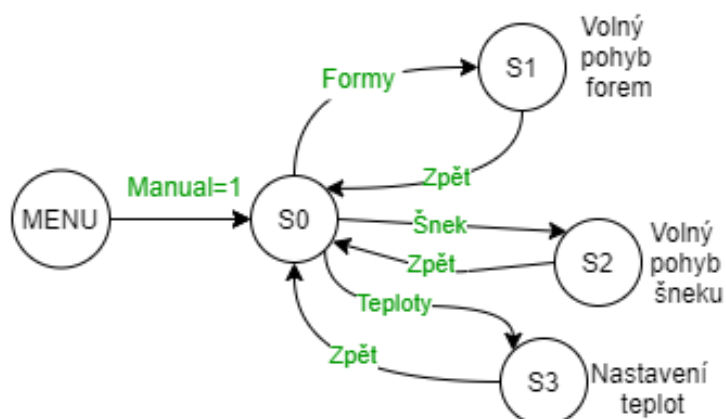 Volný
pohyb
forem
S1
Formy
Zpět
Manual=1
MENU
S0
Šnek
Zpět
S2
Volný
pohyb
šneku
Teploty
Zpět
S3
Nastavení
teplot